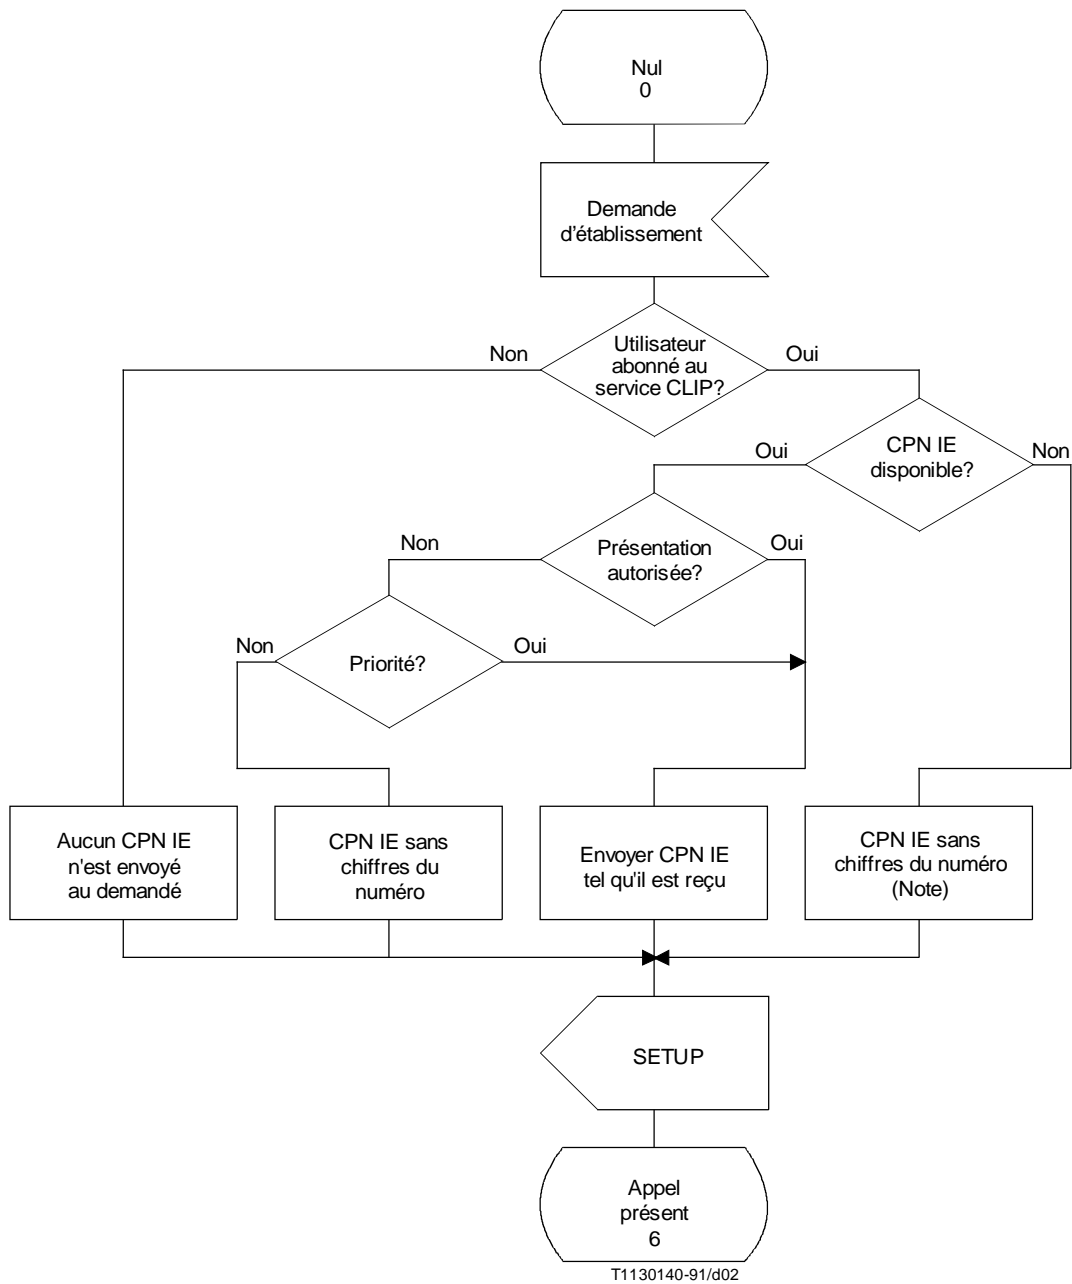 Nul
0
Demande
d'établissement
Utilisateur
abonné au
service CLIP?
Non
Oui
CPN IE
disponible?
Oui
Non
Présentation
autorisée?
Non
Oui
Priorité?
Non
Oui
Aucun CPN IE
n'est envoyé
au demandé
CPN IE sans
chiffres du
numéro
Envoyer CPN IE
tel qu'il est reçu
CPN IE sans
chiffres du numéro
(Note)
SETUP
Appel
présent
6
T1130140-91/d02